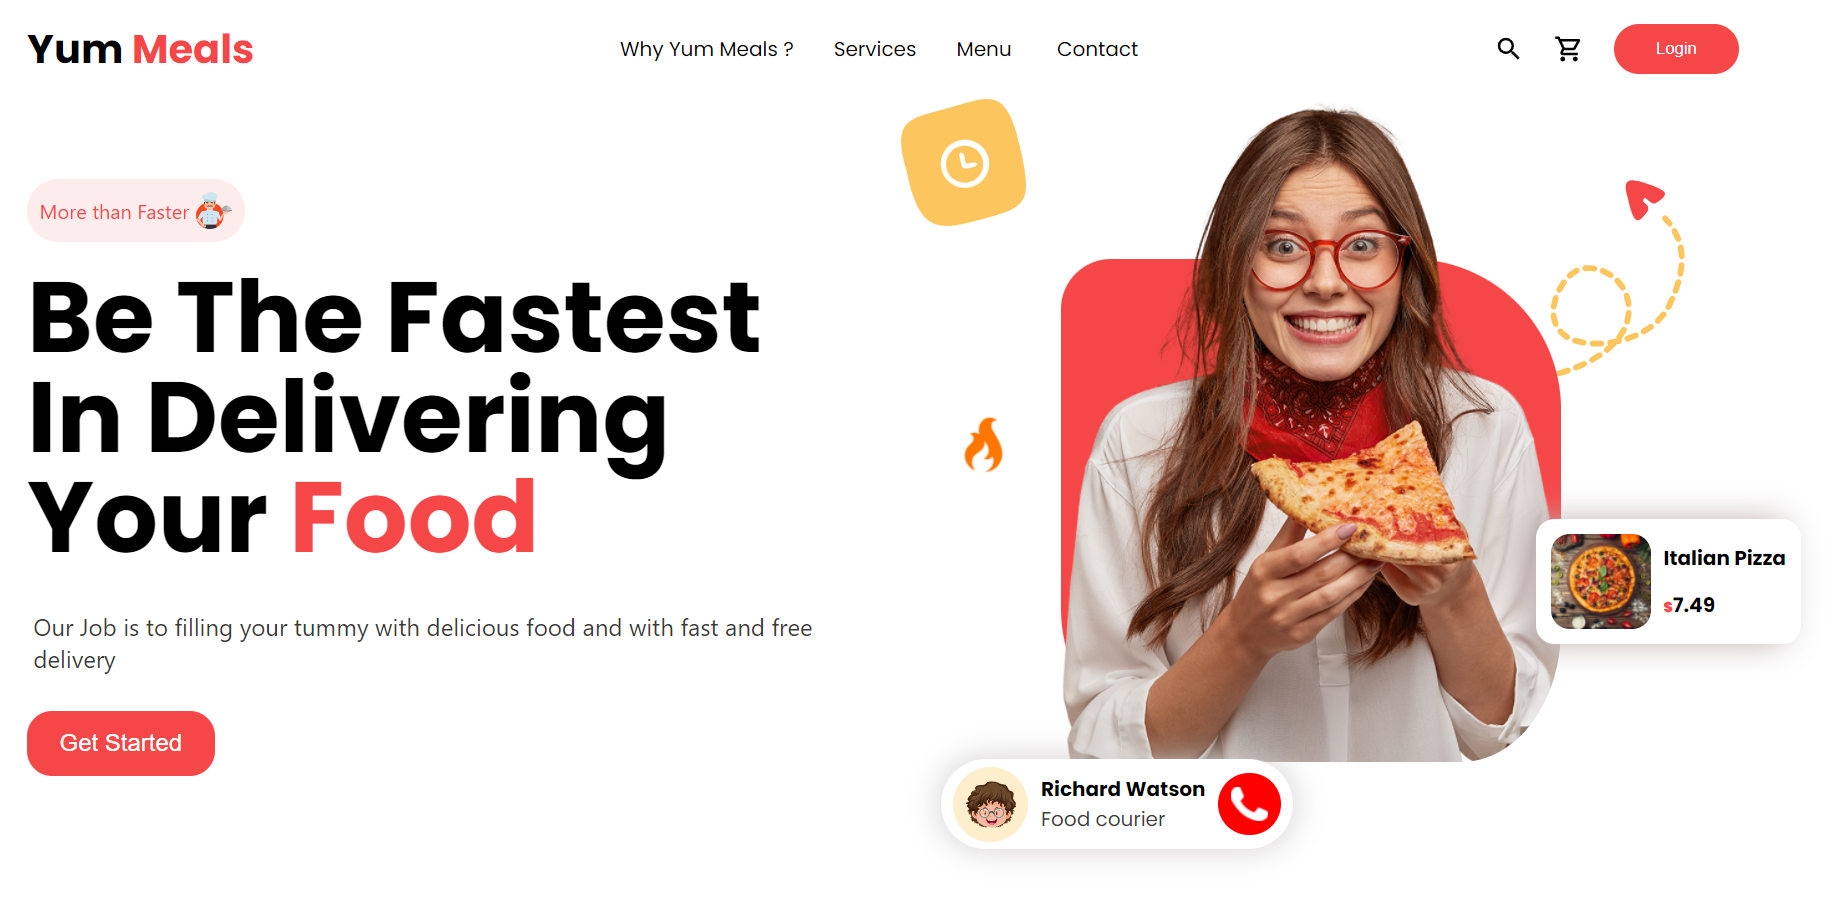 Yum Meals
Why Yum Meals ?
Services
Menu
Contact
Login
More than Faster
Be The Fastest
In Delivering
Your Food
Our Job is to filling your tummy with delicious food and with fast and free
delivery
Get Started
Italian Pizza
$7.49
Richard Watson
Food courier